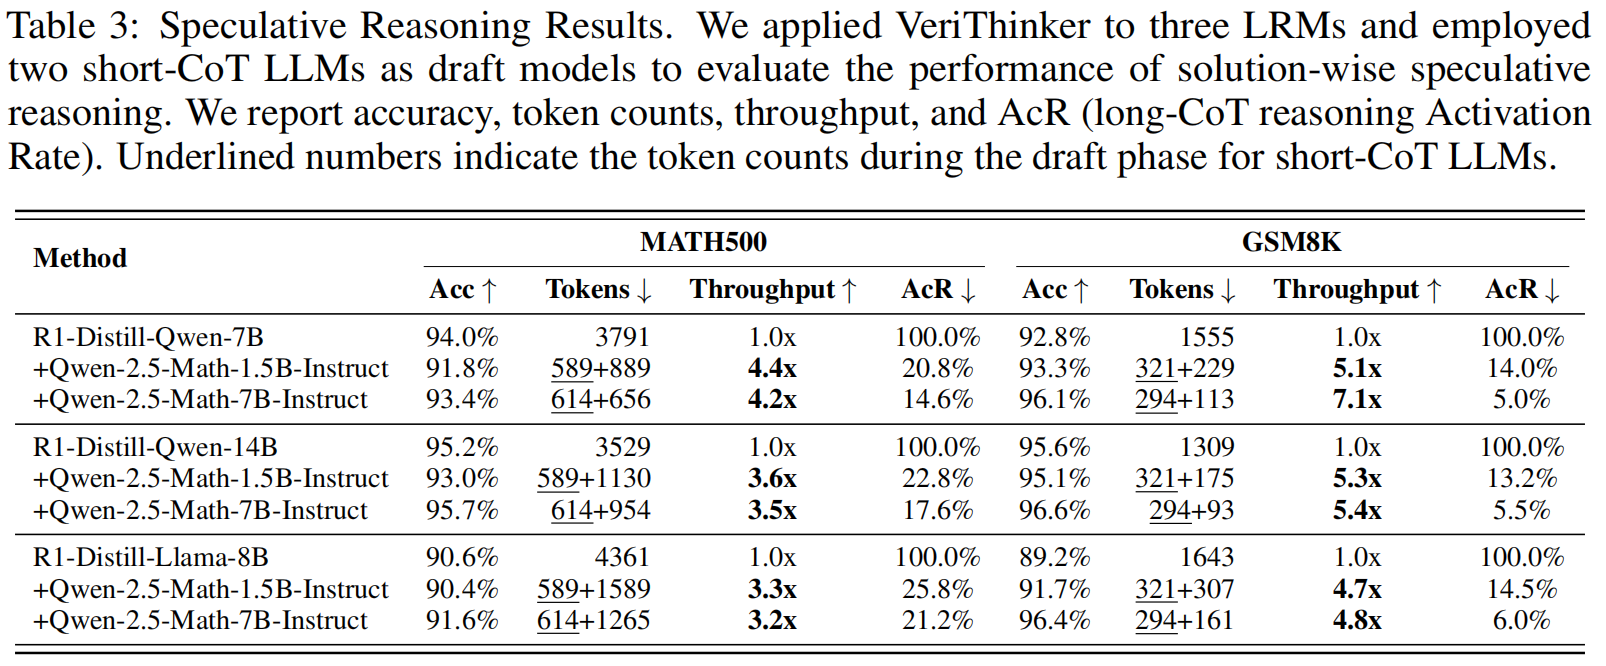 Table 3: Speculative Reasoning Results. We applied VeriThinker to three LRMs and employed
two short-CoT LLMs as draft models to evaluate the performance of solution-wise speculative
reasoning. We report accuracy, token counts, throughput, and AcR (long-CoT reasoning Activation
Rate). Underlined numbers indicate the token counts during the draft phase for short-CoT LLMs.
Method MATH500 GSM8K
Acc ↑ Tokens ↓ Throughput ↑ AcR ↓ Acc ↑ Tokens ↓ Throughput ↑ AcR ↓
R1-Distill-Qwen-7B 94.0% 3791 1.0x 100.0% 92.8% 1555 1.0x 100.0%
+Qwen-2.5-Math-1.5B-Instruct 91.8% 589+889 4.4x 20.8% 93.3% 321+229 5.1x 14.0%
+Qwen-2.5-Math-7B-Instruct 93.4% 614+656 4.2x 14.6% 96.1% 294+113 7.1x 5.0%
R1-Distill-Qwen-14B 95.2% 3529 1.0x 100.0% 95.6% 1309 1.0x 100.0%
+Qwen-2.5-Math-1.5B-Instruct 93.0% 589+1130 3.6x 22.8% 95.1% 321+175 5.3x 13.2%
+Qwen-2.5-Math-7B-Instruct 95.7% 614+954 3.5x 17.6% 96.6% 294+93 5.4x 5.5%
R1-Distill-Llama-8B 90.6% 4361 1.0x 100.0% 89.2% 1643 1.0x 100.0%
+Qwen-2.5-Math-1.5B-Instruct 90.4% 589+1589 3.3x 25.8% 91.7% 321+307 4.7x 14.5%
+Qwen-2.5-Math-7B-Instruct 91.6% 614+1265 3.2x 21.2% 96.4% 294+161 4.8x 6.0%